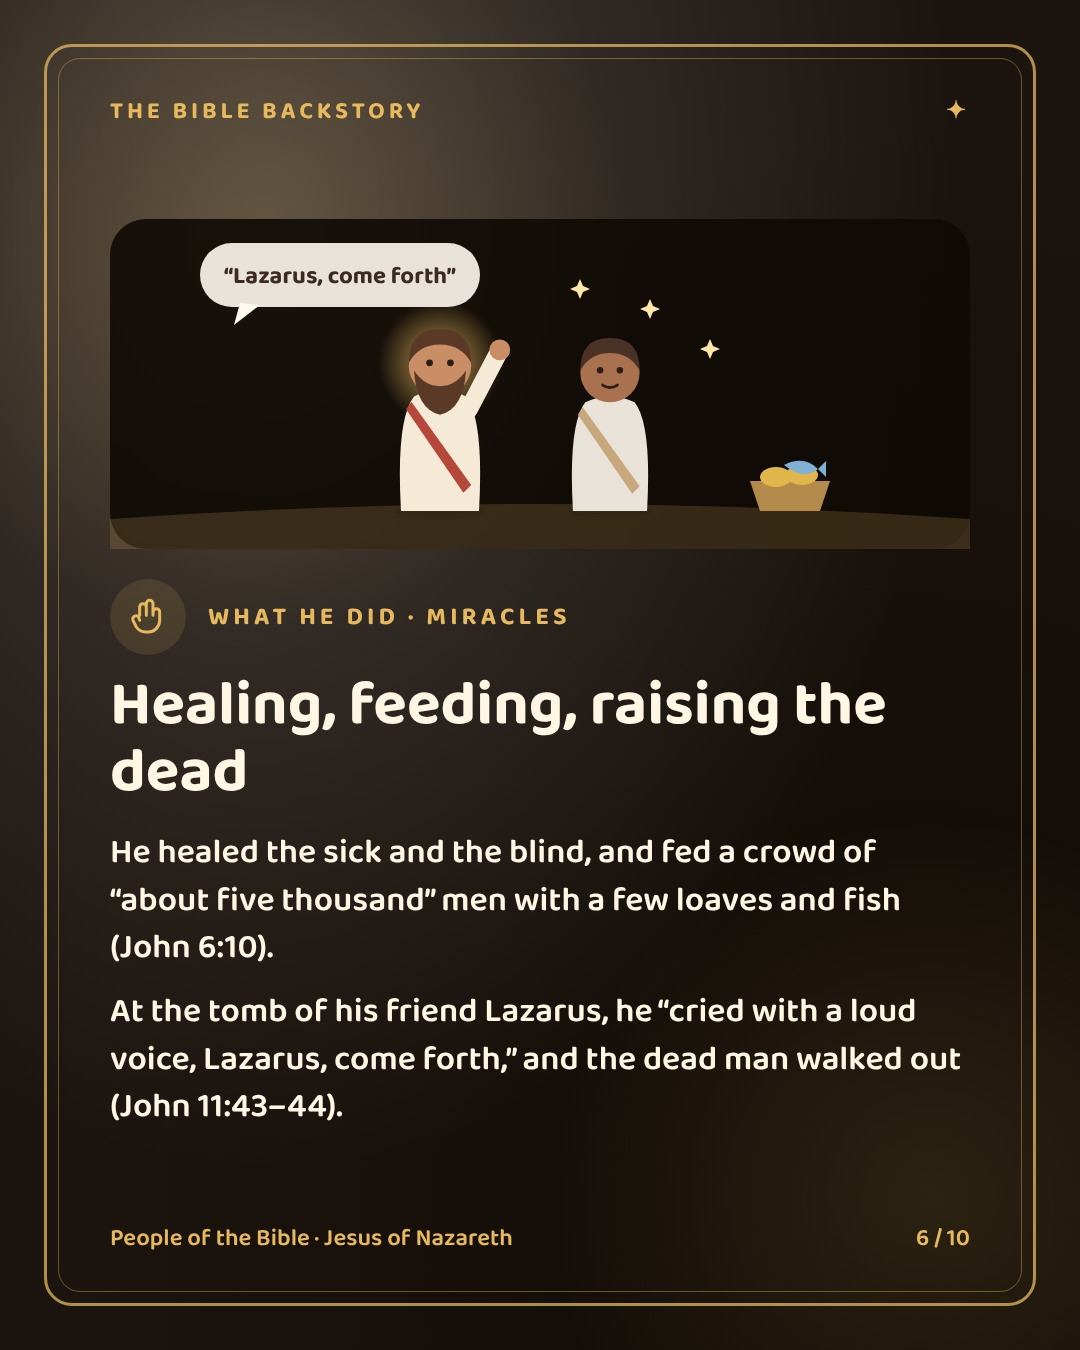 THE BIBLE BACKSTORY
“Lazarus, come forth”
WHAT HE DID · MIRACLES
Healing, feeding, raising the
dead
He healed the sick and the blind, and fed a crowd of
“about five thousand” men with a few loaves and fish
(John 6:10).
At the tomb of his friend Lazarus, he “cried with a loud
voice, Lazarus, come forth,” and the dead man walked out
(John 11:43–44).
People of the Bible · Jesus of Nazareth
6 / 10